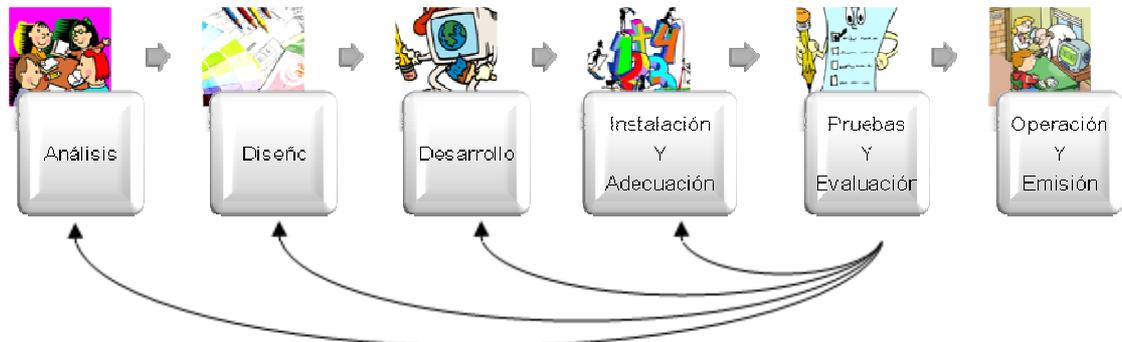 Análisis
Diseño
Desarrollo
Instalación
Y
Adecuación
Pruebas
Y
Evaluación
Operación
Y
Emisión